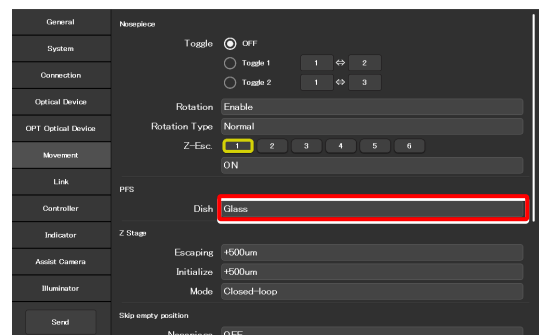 General
System
Connection
Optical Device
OPT Optical Device
Movement
Link
Controller
Indicator
Assist Camera
Illuminator
Send
Nosepiece
Toggle OFF
Toggle 1 1 ⇔ 2
Toggle 2 1 ⇔ 3
Rotation Enable
Rotation Type Normal
Z-Esc. 1 2 3 4 5 6
ON
PFS
Dish Glass
Z Stage
Escaping +500um
Initialize +500um
Mode Closed-loop
Skip empty position
Nosepiece OFF